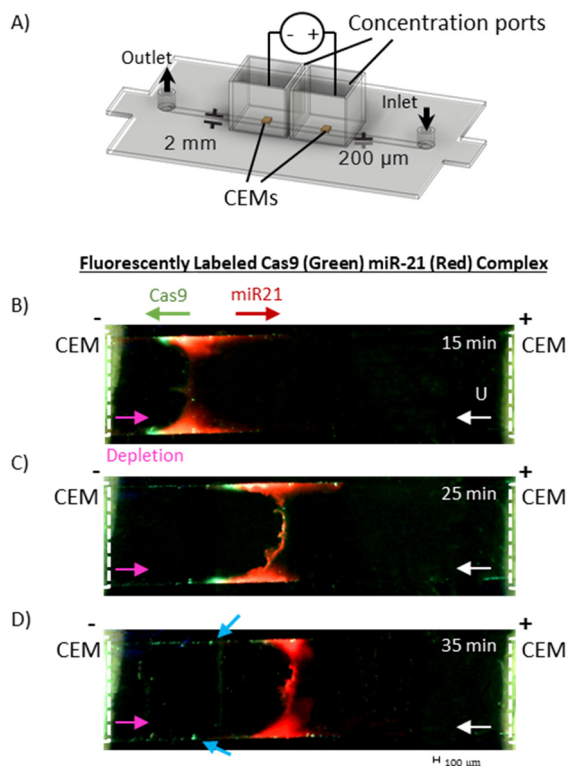 A)
Concentration ports
- +
Outlet
Inlet
2 mm
200 µm
CEMs
Fluorescently Labeled Cas9 (Green) miR-21 (Red) Complex
B)
Cas9
miR21
-
+
CEM
15 min
CEM
U
Depletion
C)
-
+
CEM
25 min
CEM
D)
-
+
CEM
35 min
CEM
100 µm